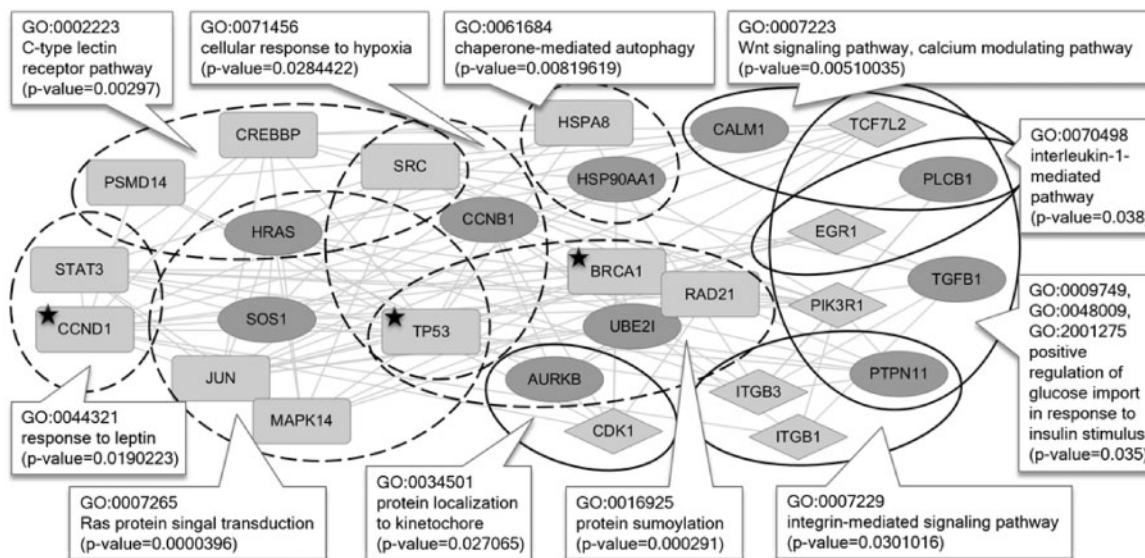 GO:0002223
C-type lectin
receptor pathway
(p-value=0.00297)
GO:0071456
cellular response to hypoxia
(p-value=0.0284422)
GO:0061684
chaperone-mediated autophagy
(p-value=0.00819619)
GO:0007223
Wnt signaling pathway, calcium modulating pathway
(p-value=0.00510035)
CREBBP
HSPA8
CALM1
TCF7L2
GO:0070498
interleukin-1-
mediated
pathway
(p-value=0.038
PSMD14
SRC
HSP90AA1
PLCB1
HRAS
CCNB1
EGR1
STAT3
BRCA1
TGFB1
RAD21
PIK3R1
CCND1
SOS1
TP53
UBE2I
GO:0009749,
GO:0048009,
GO:2001275
positive
regulation of
glucose import
in response to
insulin stimulus
(p-value=0.035)
JUN
AURKB
ITGB3
PTPN11
MAPK14
CDK1
ITGB1
GO:0044321
response to leptin
(p-value=0.0190223)
GO:0007265
Ras protein singal transduction
(p-value=0.0000396)
GO:0034501
protein localization
to kinetochore
(p-value=0.027065)
GO:0016925
protein sumoylation
(p-value=0.000291)
GO:0007229
integrin-mediated signaling pathway
(p-value=0.0301016)